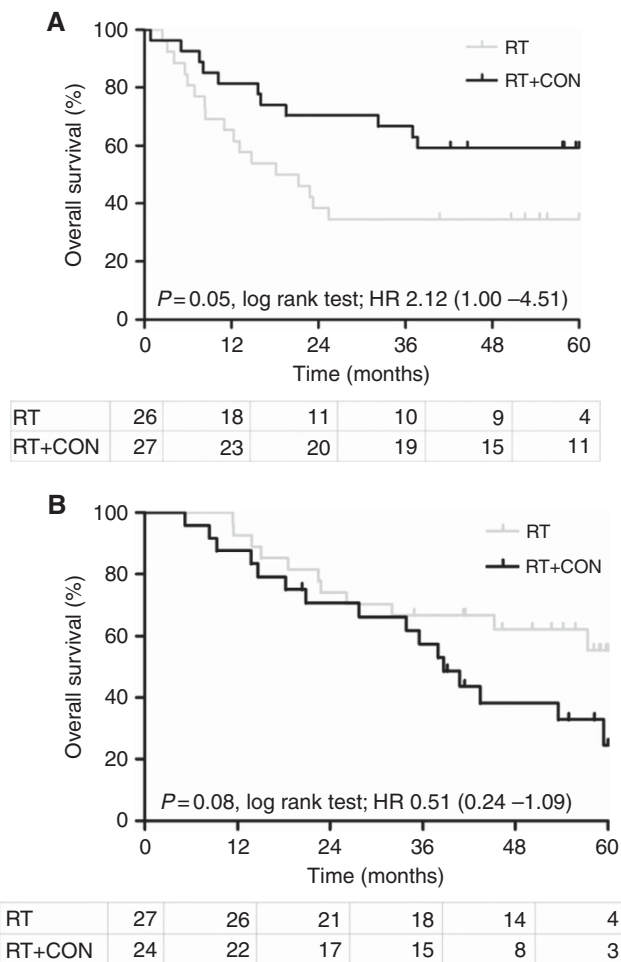 A
100
80
60
40
20
0
Overall survival (%)
RT
RT+CON
P=0.05, log rank test; HR 2.12 (1.00 –4.51)
0 12 24 36 48 60
Time (months)
RT 26 18 11 10 9 4
RT+CON 27 23 20 19 15 11
B
100
80
60
40
20
0
Overall survival (%)
RT
RT+CON
P=0.08, log rank test; HR 0.51 (0.24 –1.09)
0 12 24 36 48 60
Time (months)
RT 27 26 21 18 14 4
RT+CON 24 22 17 15 8 3